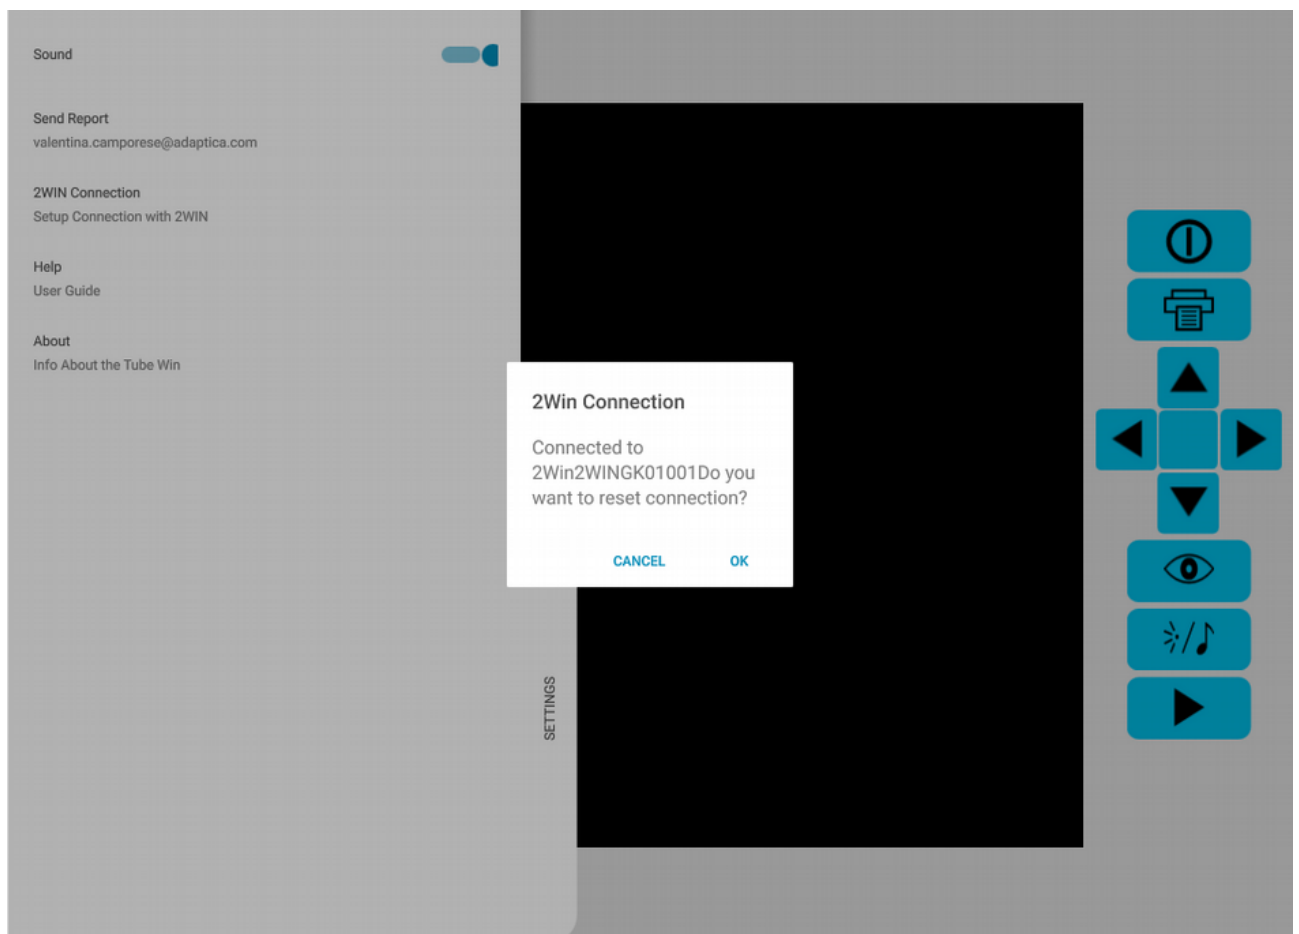 Sound
Send Report
valentina.camporese@adaptica.com
2WIN Connection
Setup Connection with 2WIN
Help
User Guide
About
Info About the Tube Win
2Win Connection
Connected to
2Win2WINGK01001Do you
want to reset connection?
CANCEL OK
SETTINGS